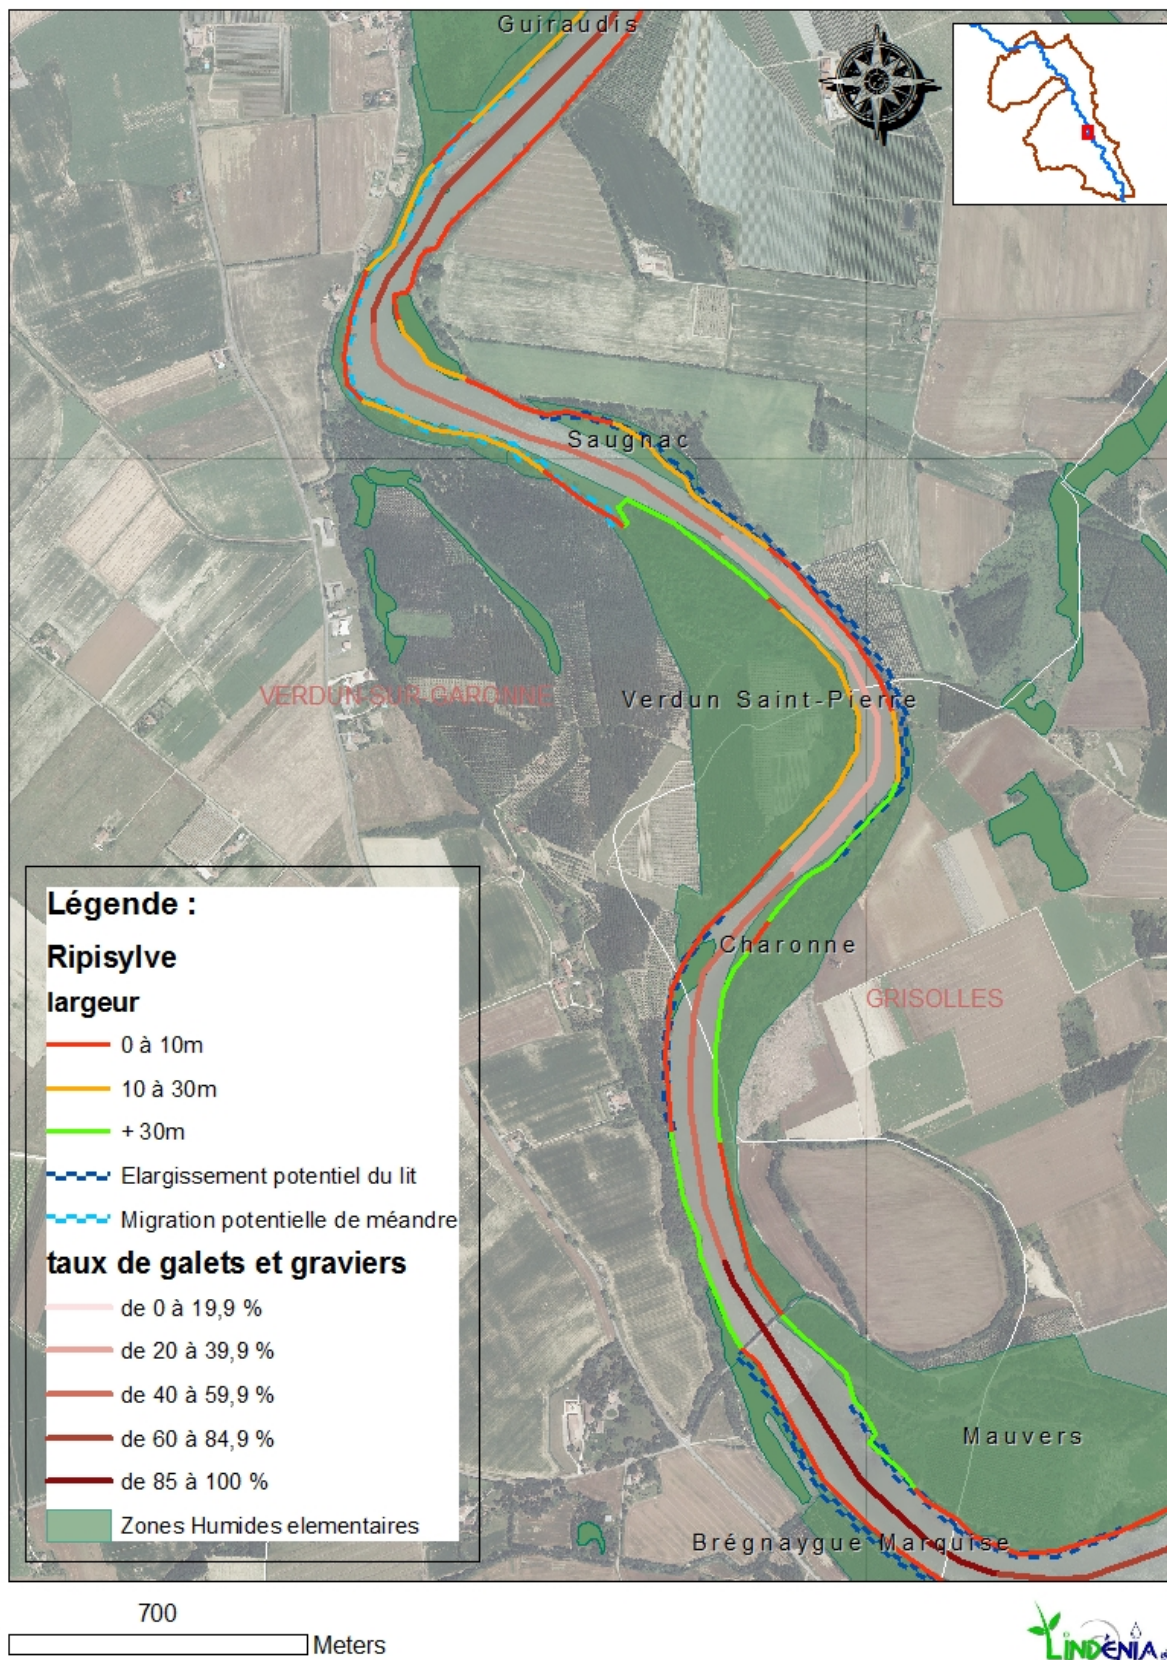 Guiraudis
Saugnac
VERDUN-SUR-GARONNE
Verdun Saint-Pierre
Charonne
GRISOLLES
Mauvers
Brégnaygue Marquise
Légende :
Ripisylve
largeur
0 à 10m
10 à 30m
+ 30m
Elargissement potentiel du lit
Migration potentielle de méandre
taux de galets et graviers
de 0 à 19,9 %
de 20 à 39,9 %
de 40 à 59,9 %
de 60 à 84,9 %
de 85 à 100 %
Zones Humides elementaires
700
Meters
LINDENIA